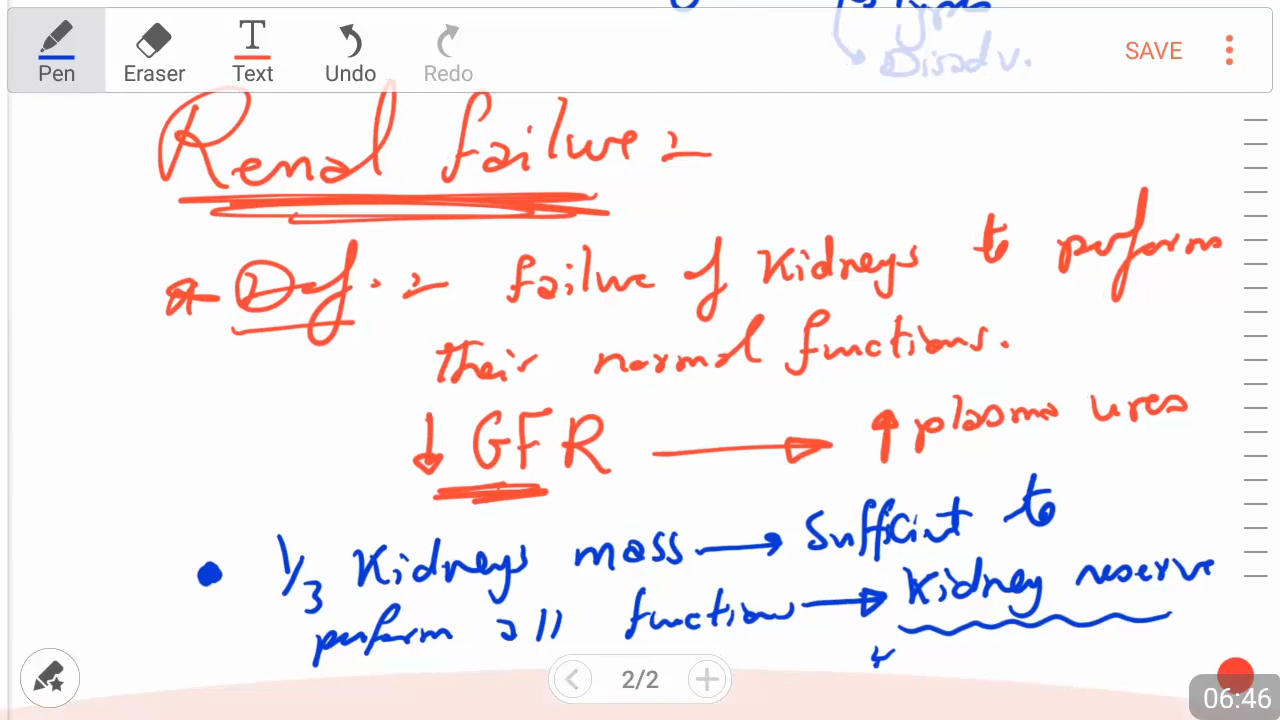 Pen
Eraser
Text
Undo
Redo
SAVE
Disadv.
Renal failure :-
* Def. :- failure of Kidneys to perform
their normal functions.
↓ GFR → ↑ plasma urea
• 1/3 Kidneys mass → Sufficint to
perform all function → Kidney reserve
2/2
06:46